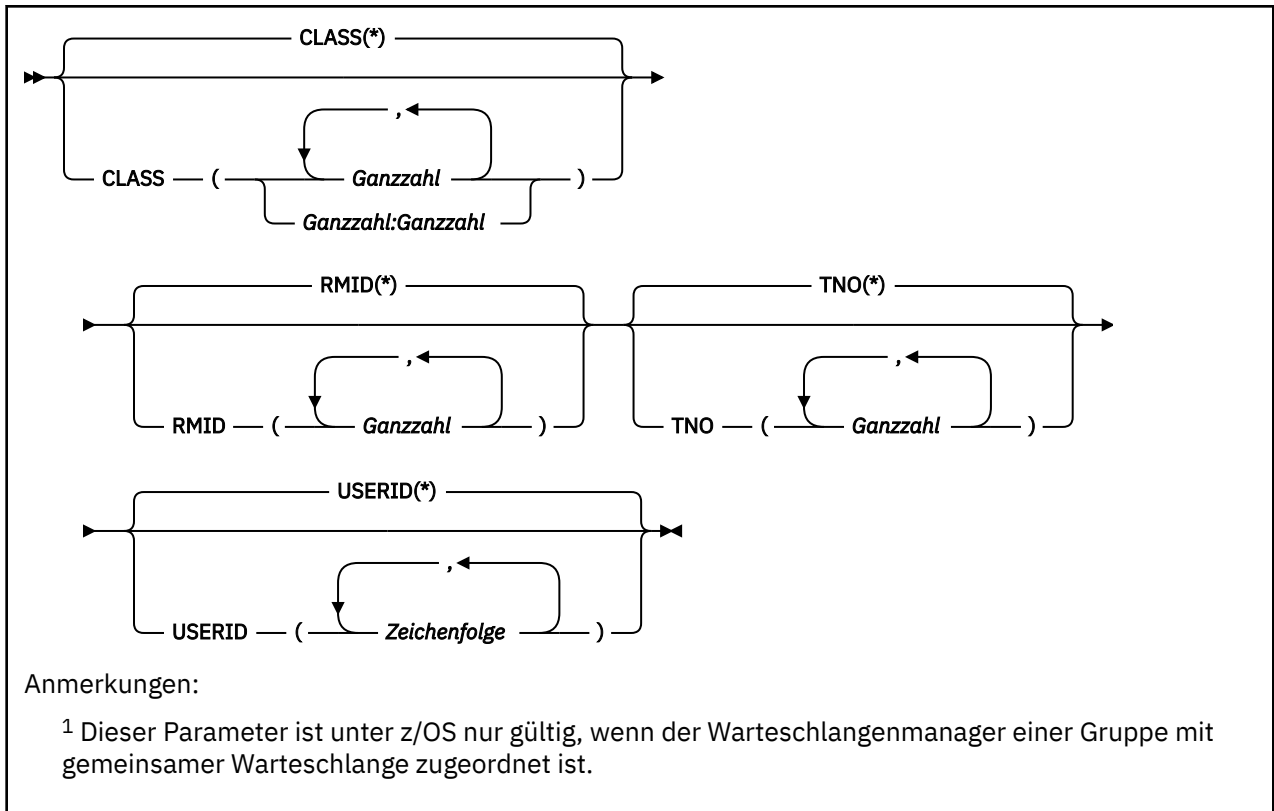 CLASS(*)
,
CLASS ( Ganzzahl )
Ganzzahl:Ganzzahl
RMID(*) TNO(*)
, ,
RMID ( Ganzzahl ) TNO ( Ganzzahl )
USERID(*)
,
USERID ( Zeichenfolge )
Anmerkungen:
1 Dieser Parameter ist unter z/OS nur gültig, wenn der Warteschlangenmanager einer Gruppe mit
gemeinsamer Warteschlange zugeordnet ist.